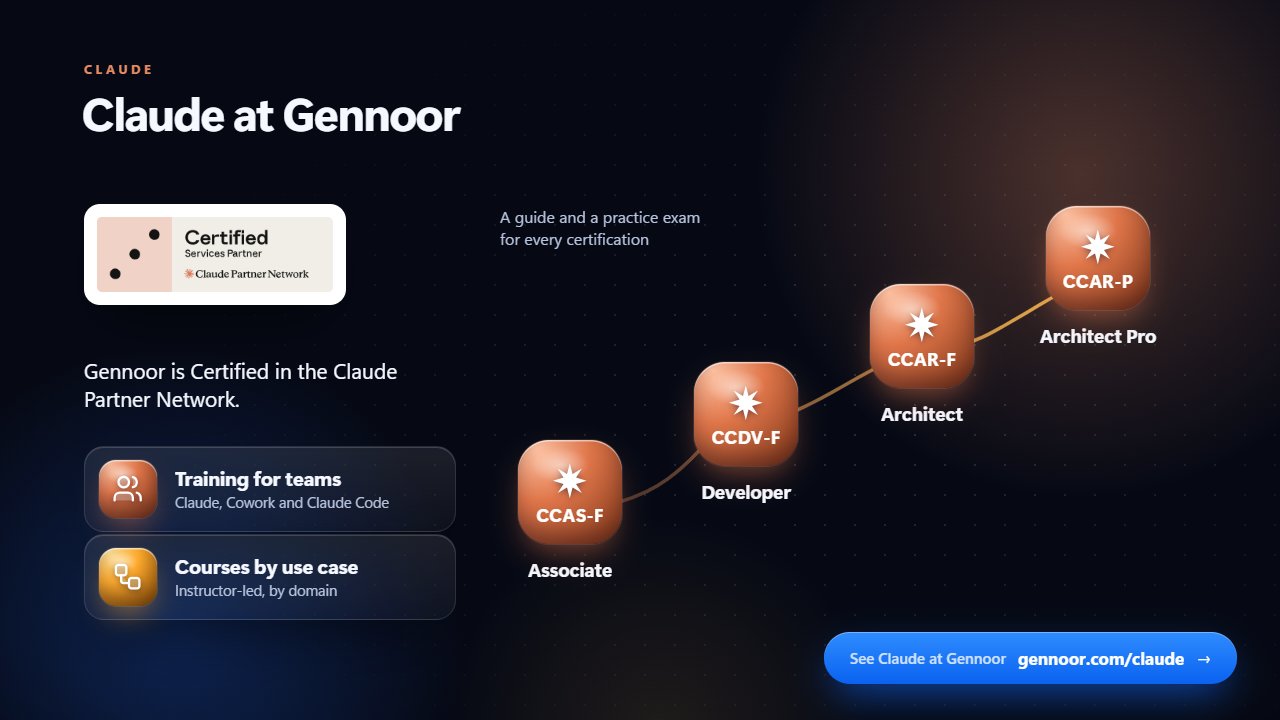 CLAUDE
Claude at Gennoor
Certified
Services Partner
Claude Partner Network
A guide and a practice exam
for every certification
Gennoor is Certified in the Claude
Partner Network.
Training for teams
Claude, Cowork and Claude Code
Courses by use case
Instructor-led, by domain
CCAS-F
Associate
CCDV-F
Developer
CCAR-F
Architect
CCAR-P
Architect Pro
See Claude at Gennoor gennoor.com/claude →